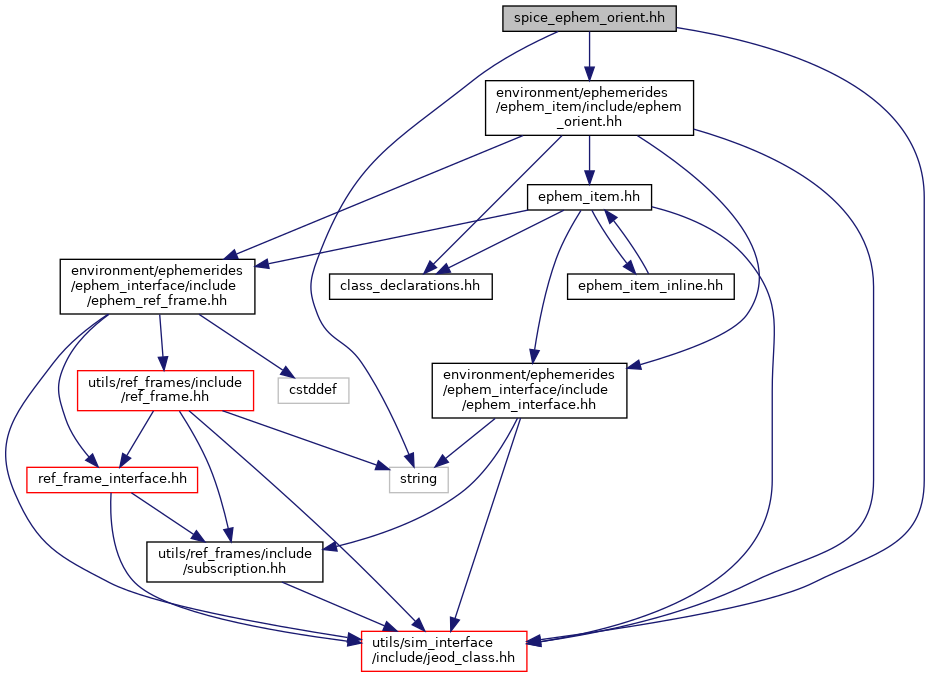 spice_ephem_orient.hh
environment/ephemerides
/ephem_item/include/ephem
_orient.hh
ephem_item.hh
environment/ephemerides
/ephem_interface/include
/ephem_ref_frame.hh
class_declarations.hh
ephem_item_inline.hh
utils/ref_frames/include
/ref_frame.hh
cstddef
environment/ephemerides
/ephem_interface/include
/ephem_interface.hh
ref_frame_interface.hh
string
utils/ref_frames/include
/subscription.hh
utils/sim_interface
/include/jeod_class.hh